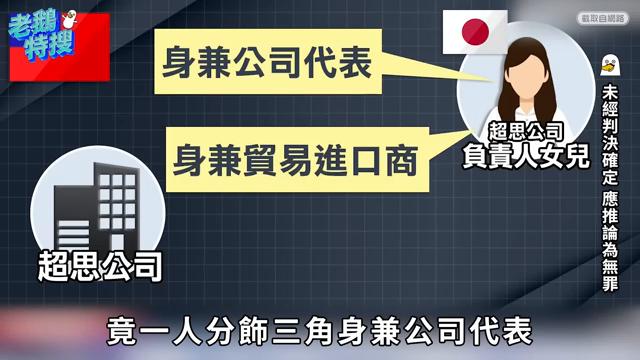 老鵝
特搜
截取自網路
身兼公司代表
身兼貿易進口商
超思公司
負責人女兒
超思公司
未經判決確定 應推論為無罪
竟一人分飾三角身兼公司代表